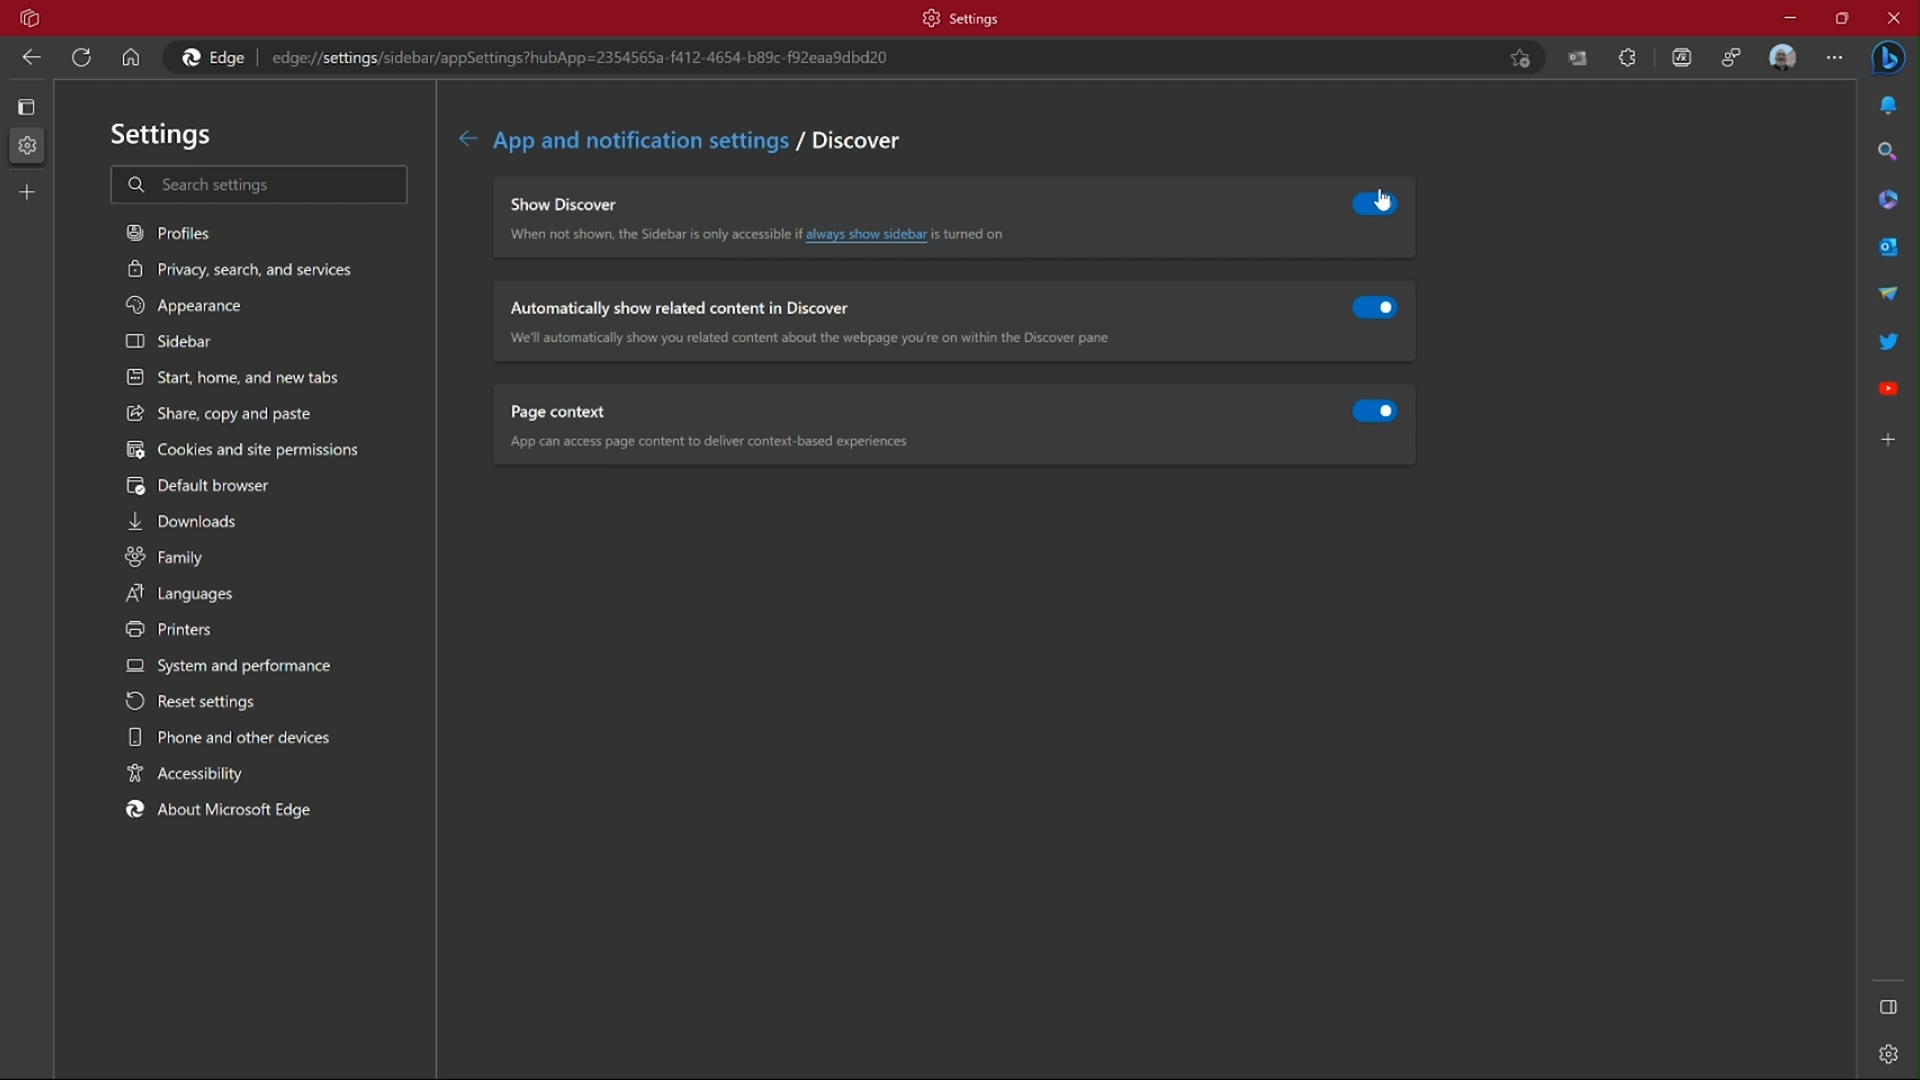 Settings
Edge
edge://settings/sidebar/appSettings?hubApp=2354565a-f412-4654-b89c-f92eaa9dbd20
Settings
Search settings
Profiles
Privacy, search, and services
Appearance
Sidebar
Start, home, and new tabs
Share, copy and paste
Cookies and site permissions
Default browser
Downloads
Family
Languages
Printers
System and performance
Reset settings
Phone and other devices
Accessibility
About Microsoft Edge
App and notification settings / Discover
Show Discover
When not shown, the Sidebar is only accessible if always show sidebar is turned on
Automatically show related content in Discover
We'll automatically show you related content about the webpage you're on within the Discover pane
Page context
App can access page content to deliver context-based experiences